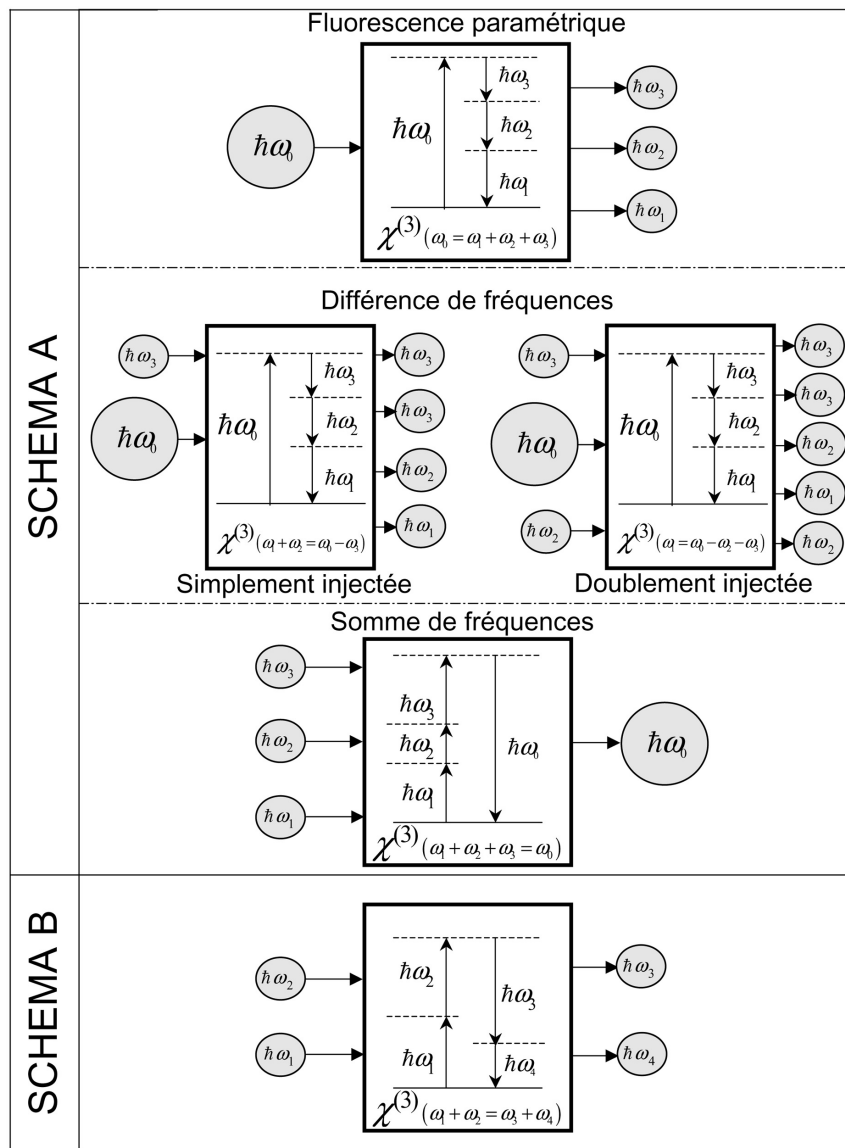 SCHEMA A
Fluorescence paramétrique
ħω₀
ħω₀
ħω₃
ħω₂
ħω₁
ħω₃
ħω₂
ħω₁
χ⁽³⁾(ω₀ = ω₁ + ω₂ + ω₃)
Différence de fréquences
ħω₃
ħω₀
ħω₀
ħω₃
ħω₂
ħω₁
ħω₃
ħω₃
ħω₂
ħω₁
χ⁽³⁾(ω₁ + ω₂ = ω₀ − ω₃)
Simplement injectée
ħω₃
ħω₀
ħω₂
ħω₀
ħω₃
ħω₂
ħω₁
ħω₃
ħω₃
ħω₂
ħω₁
ħω₂
χ⁽³⁾(ω₁ = ω₀ − ω₂ − ω₃)
Doublement injectée
Somme de fréquences
ħω₃
ħω₂
ħω₁
ħω₃
ħω₂
ħω₁
ħω₀
ħω₀
χ⁽³⁾(ω₁ + ω₂ + ω₃ = ω₀)
SCHEMA B
ħω₂
ħω₁
ħω₂
ħω₁
ħω₃
ħω₄
ħω₃
ħω₄
χ⁽³⁾(ω₁ + ω₂ = ω₃ + ω₄)